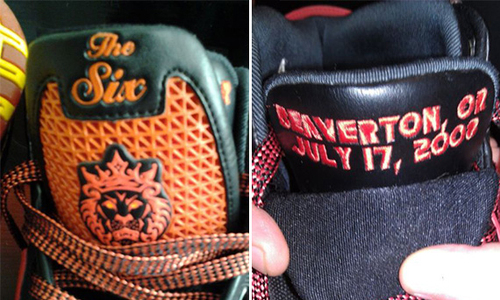 The
Six
BEAVERTON, OR
JULY 17, 2000